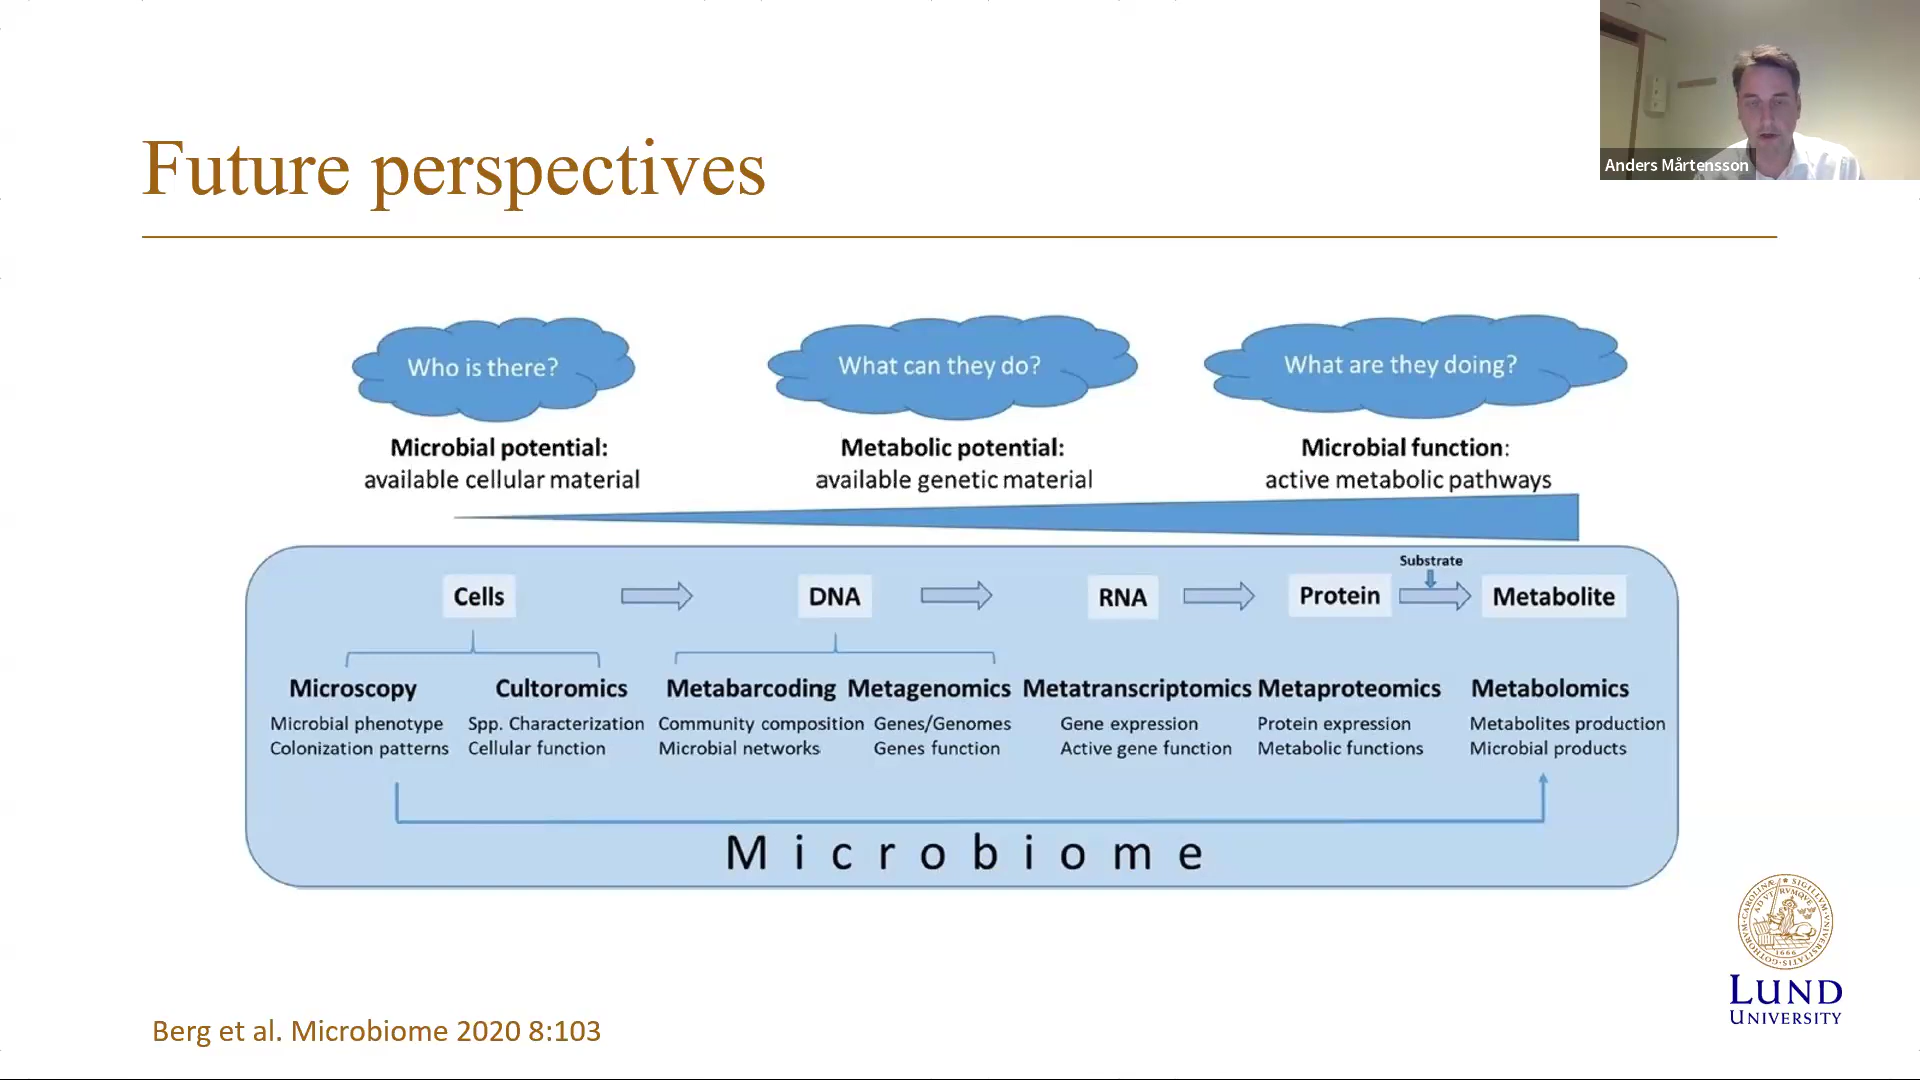 Anders Mårtensson
Future perspectives
Who is there?
What can they do?
What are they doing?
Microbial potential:
available cellular material
Metabolic potential:
available genetic material
Microbial function:
active metabolic pathways
Substrate
Cells
DNA
RNA
Protein
Metabolite
Microscopy
Microbial phenotype
Colonization patterns
Cultoromics
Spp. Characterization
Cellular function
Metabarcoding
Community composition
Microbial networks
Metagenomics
Genes/Genomes
Genes function
Metatranscriptomics
Gene expression
Active gene function
Metaproteomics
Protein expression
Metabolic functions
Metabolomics
Metabolites production
Microbial products
Microbiome
LUND
UNIVERSITY
Berg et al. Microbiome 2020 8:103